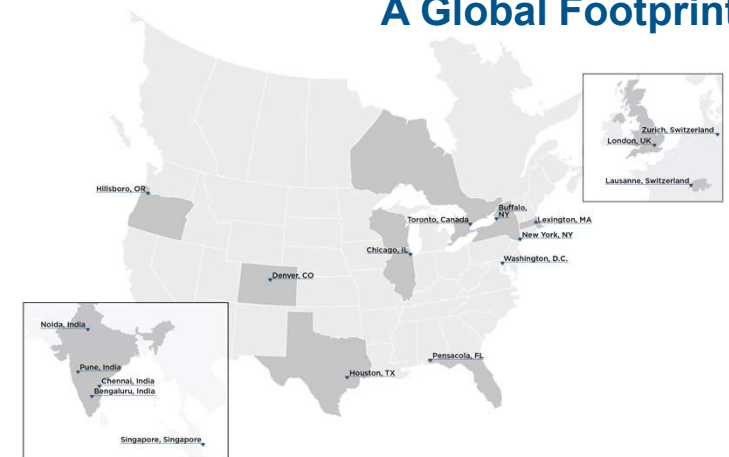 A Global Footprint
Zurich, Switzerland
London, UK
Lausanne, Switzerland
Hillsboro, OR
Buffalo,
NY
Toronto, Canada
Lexington, MA
New York, NY
Chicago, IL
Washington, D.C.
Denver, CO
Pensacola, FL
Houston, TX
Noida, India
Pune, India
Chennai, India
Bengaluru, India
Singapore, Singapore